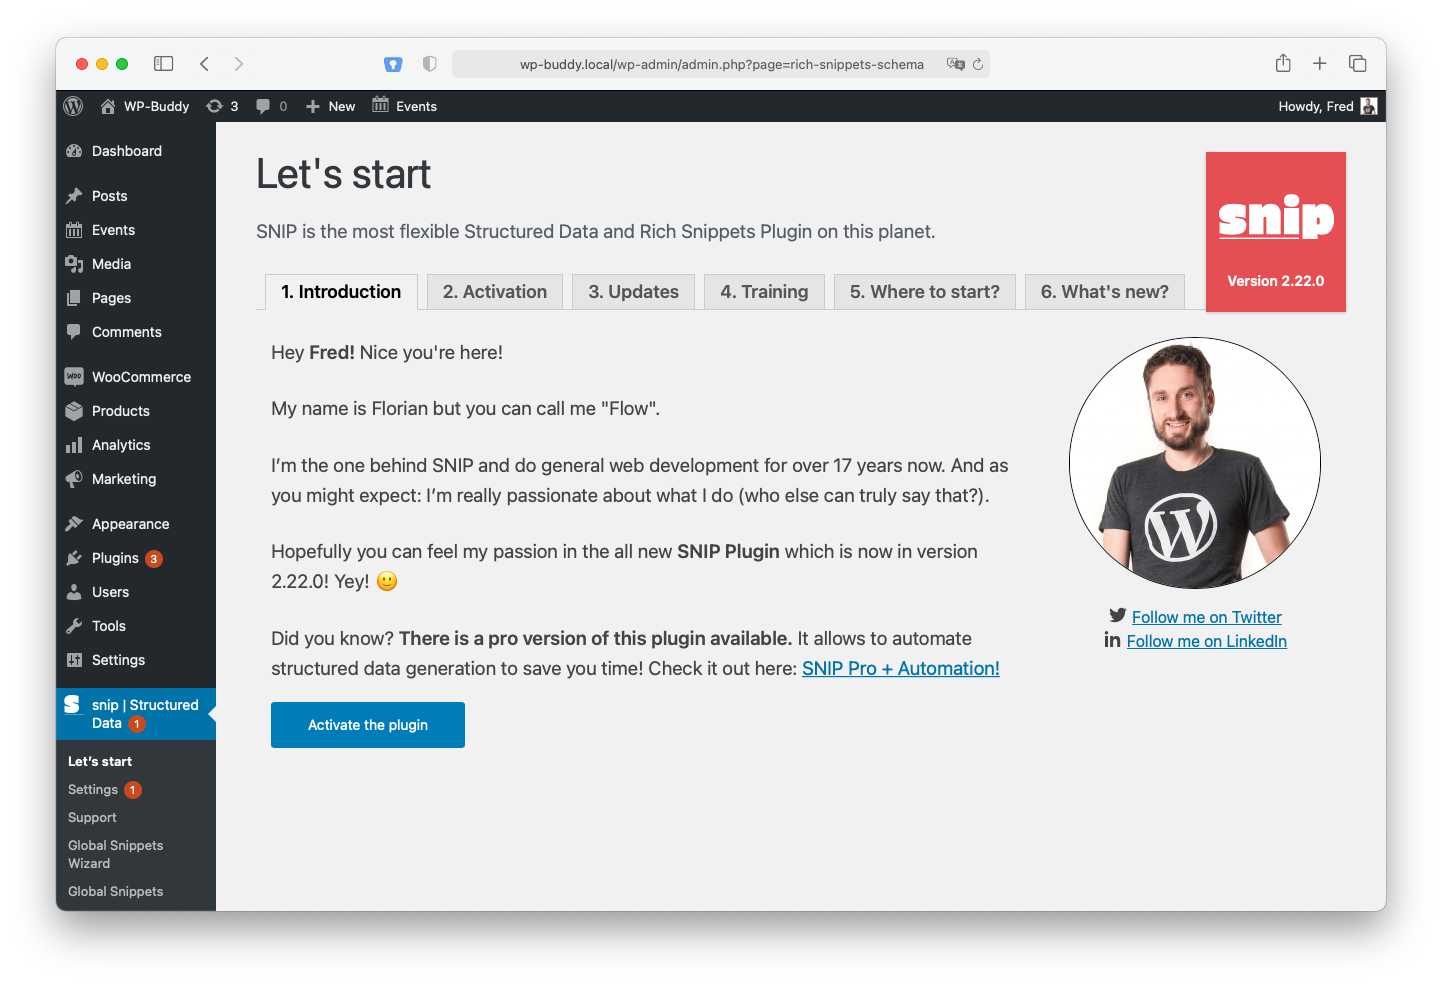 wp-buddy.local/wp-admin/admin.php?page=rich-snippets-schema
WP-Buddy 3 0 New Events Howdy, Fred
Dashboard
Posts
Events
Media
Pages
Comments
WooCommerce
Products
Analytics
Marketing
Appearance
Plugins 3
Users
Tools
Settings
snip | Structured
Data 1
Let's start
Settings 1
Support
Global Snippets
Wizard
Global Snippets
Let's start
SNIP is the most flexible Structured Data and Rich Snippets Plugin on this planet.
snip
Version 2.22.0
1. Introduction 2. Activation 3. Updates 4. Training 5. Where to start? 6. What's new?
Hey Fred! Nice you're here!
My name is Florian but you can call me "Flow".
I’m the one behind SNIP and do general web development for over 17 years now. And as
you might expect: I’m really passionate about what I do (who else can truly say that?).
Hopefully you can feel my passion in the all new SNIP Plugin which is now in version
2.22.0! Yey! 🙂
Did you know? There is a pro version of this plugin available. It allows to automate
structured data generation to save you time! Check it out here: SNIP Pro + Automation!
Activate the plugin
Follow me on Twitter
in Follow me on LinkedIn